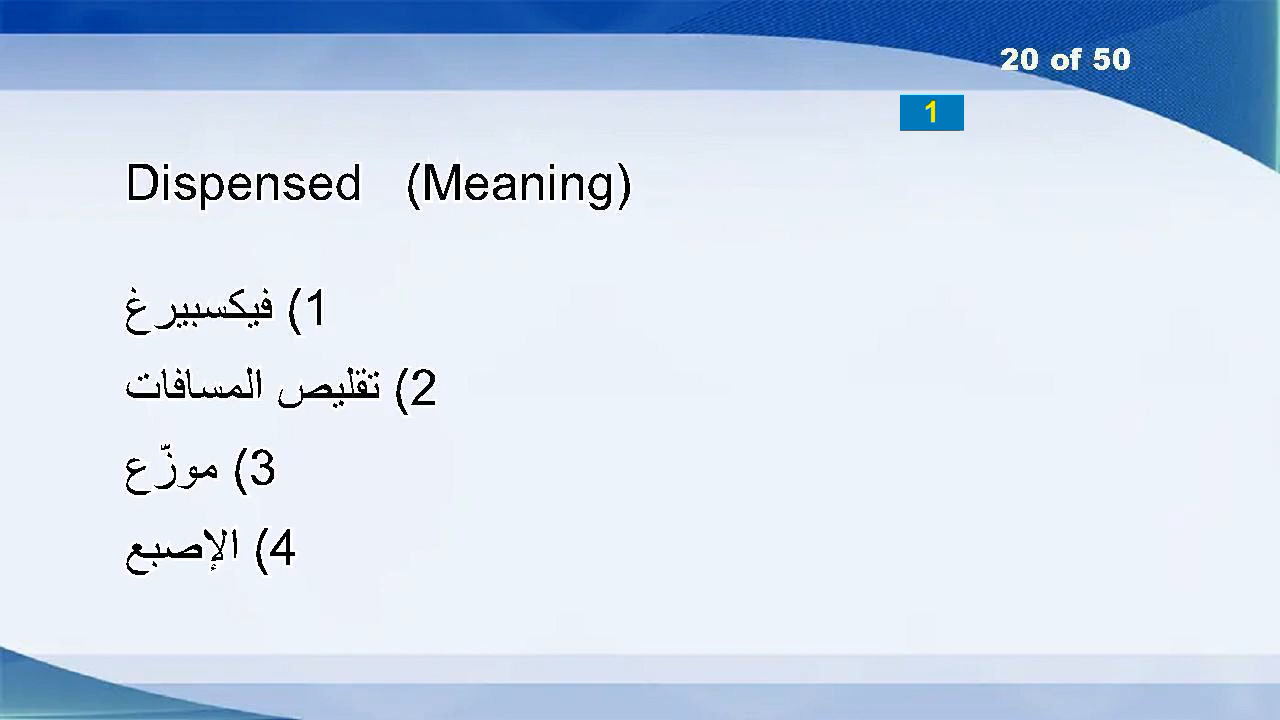 20 of 50
1
Dispensed (Meaning)
1) فيكسبيرغ
2) تقليص المسافات
3) موزّع
4) الإصبع